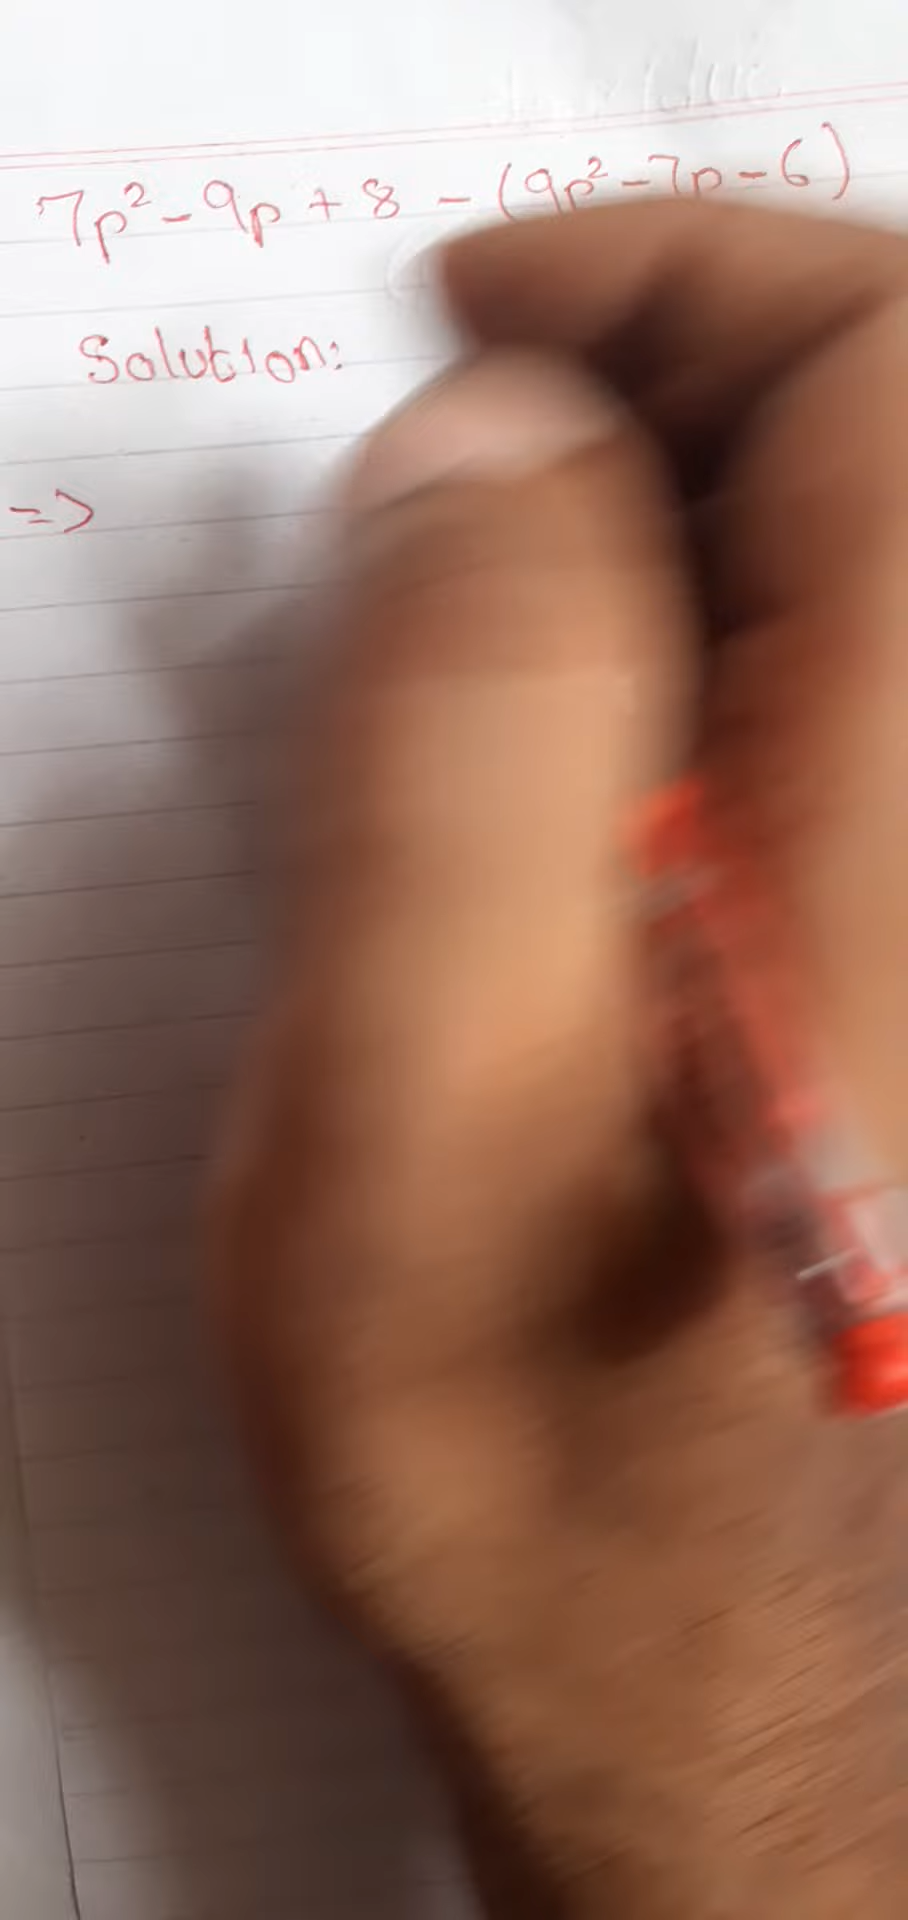 7p² - 9p + 8 - (9p² - 7p - 6)
Solution:
=>